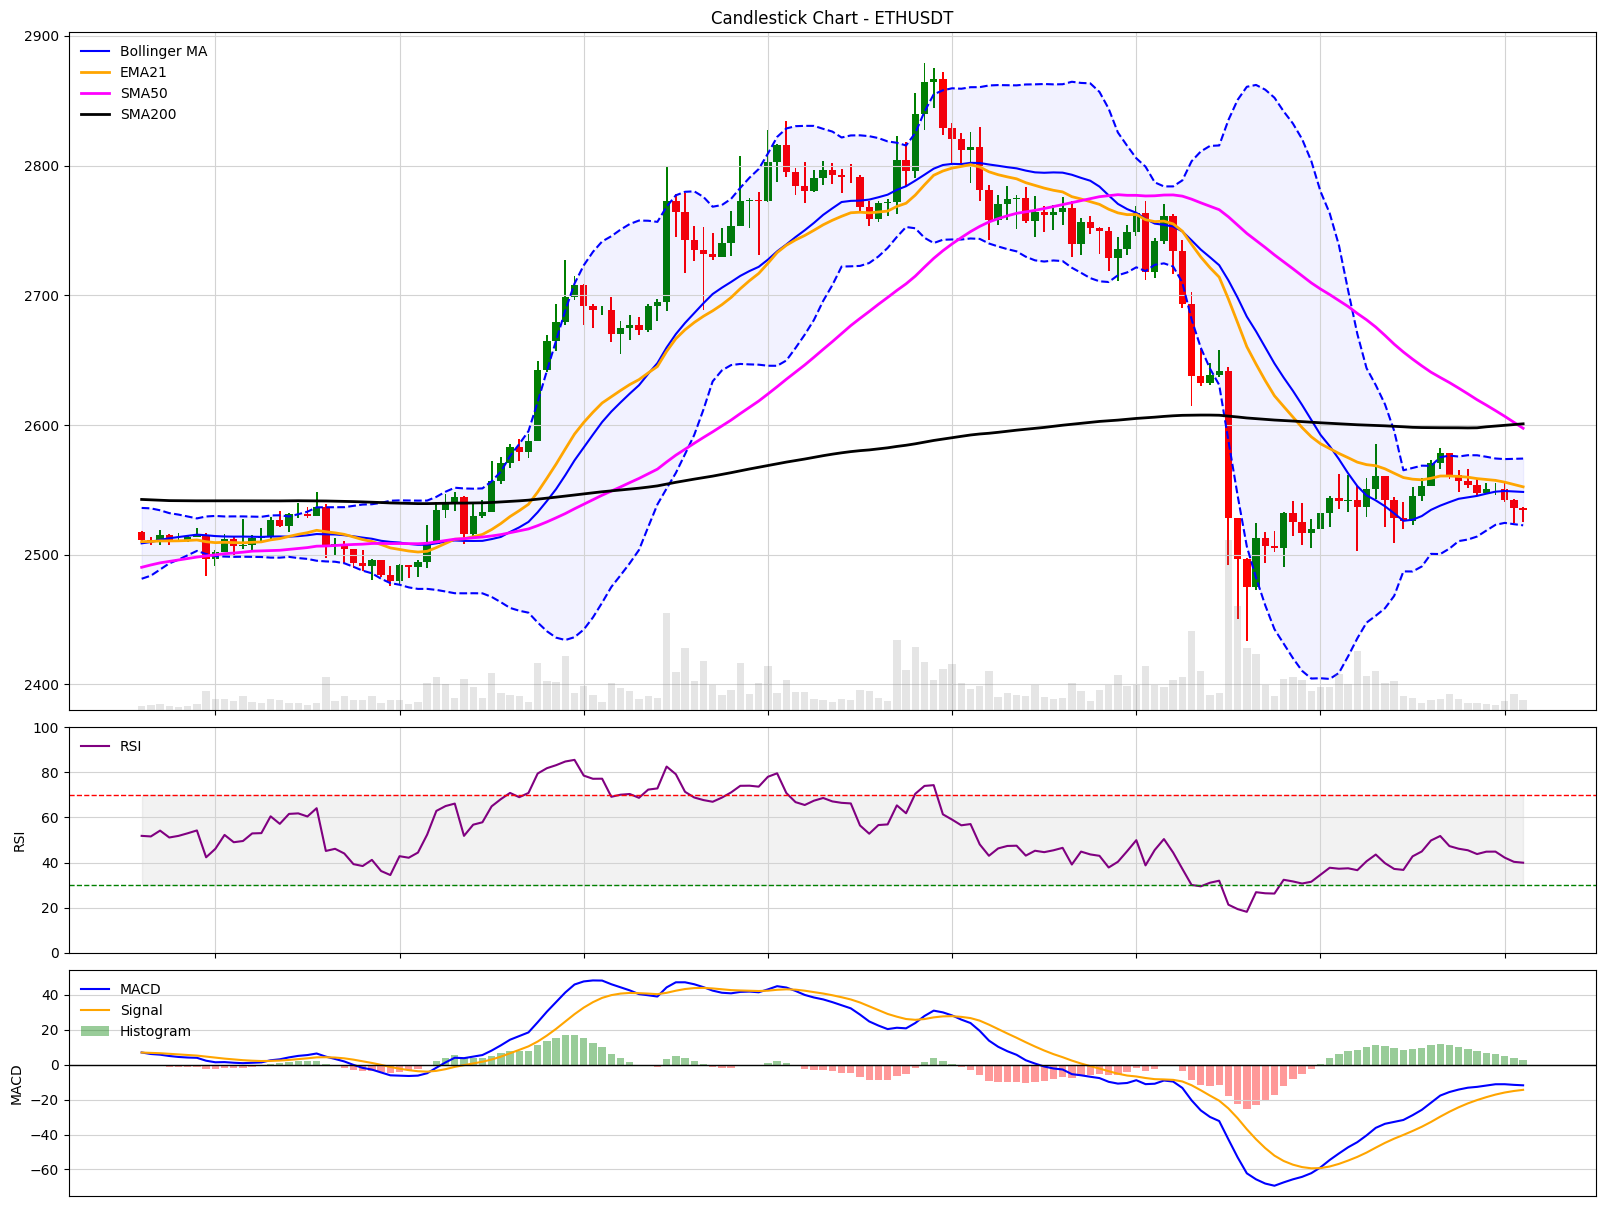 Candlestick Chart - ETHUSDT
2900
2800
2700
2600
2500
2400
Bollinger MA
EMA21
SMA50
SMA200
RSI
100
80
60
40
20
0
RSI
MACD
40
20
0
−20
−40
−60
MACD
Signal
Histogram